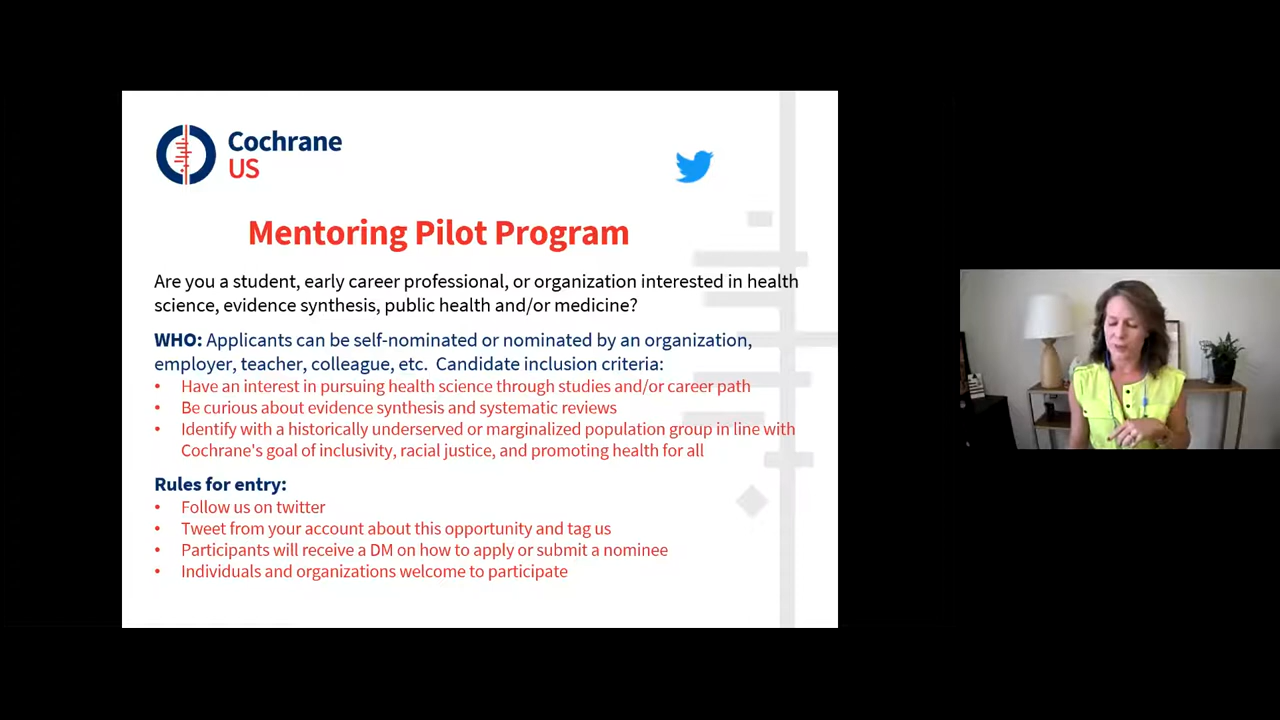 Cochrane
US
Mentoring Pilot Program
Are you a student, early career professional, or organization interested in health
science, evidence synthesis, public health and/or medicine?
WHO: Applicants can be self-nominated or nominated by an organization,
employer, teacher, colleague, etc. Candidate inclusion criteria:
• Have an interest in pursuing health science through studies and/or career path
• Be curious about evidence synthesis and systematic reviews
• Identify with a historically underserved or marginalized population group in line with
Cochrane's goal of inclusivity, racial justice, and promoting health for all
Rules for entry:
• Follow us on twitter
• Tweet from your account about this opportunity and tag us
• Participants will receive a DM on how to apply or submit a nominee
• Individuals and organizations welcome to participate